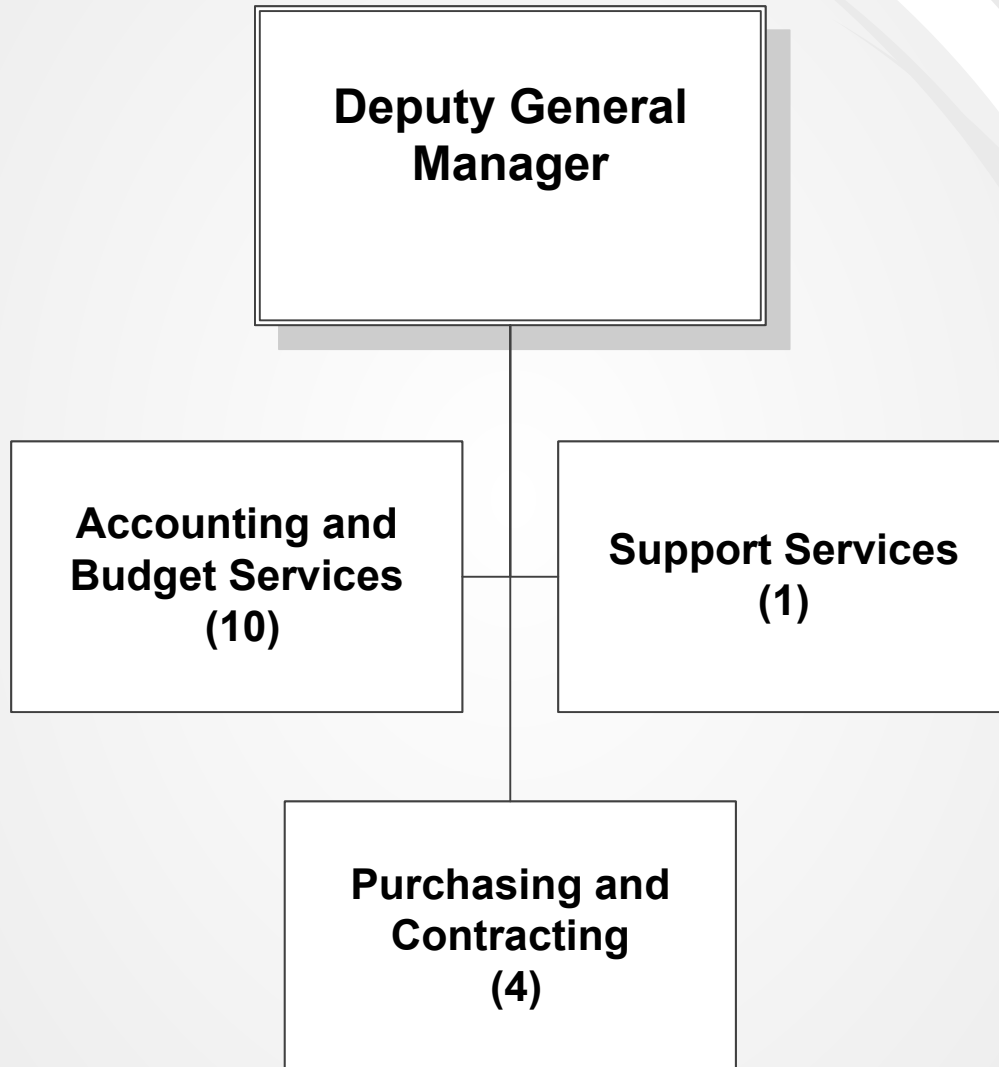 Deputy General
Manager
Accounting and
Budget Services
(10)
Support Services
(1)
Purchasing and
Contracting
(4)